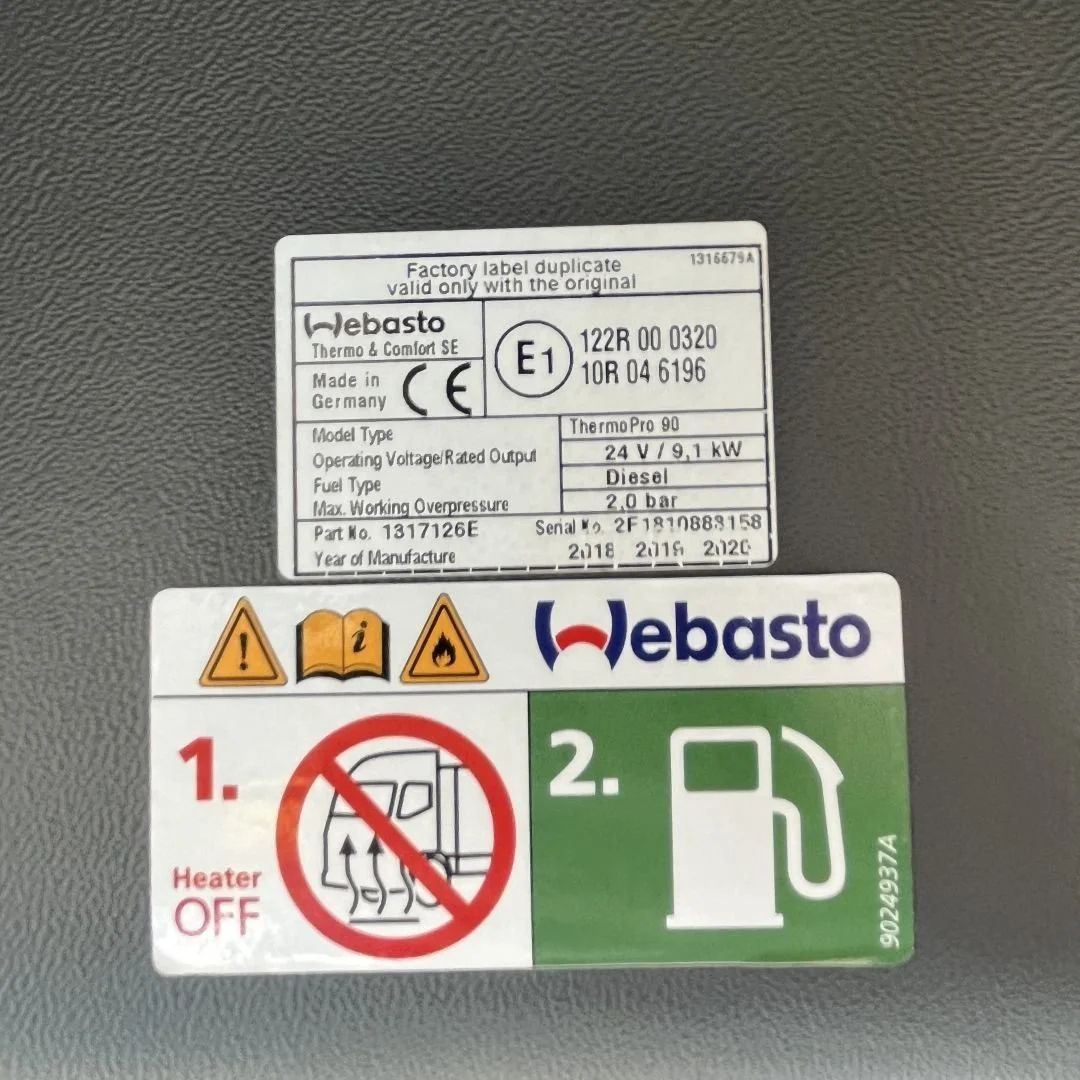 Factory label duplicate
valid only with the original
1316679A
Webasto
Thermo & Comfort SE
Made in
Germany
CE
E1
122R 00 0320
10R 04 6196
Model Type ThermoPro 90
Operating Voltage/Rated Output 24 V / 9,1 kW
Fuel Type Diesel
Max. Working Overpressure 2,0 bar
Part No. 1317126E Serial No. 2F1810883158
Year of Manufacture 2018 2019 2020
! i
Webasto
1.
Heater
OFF
2.
9024937A